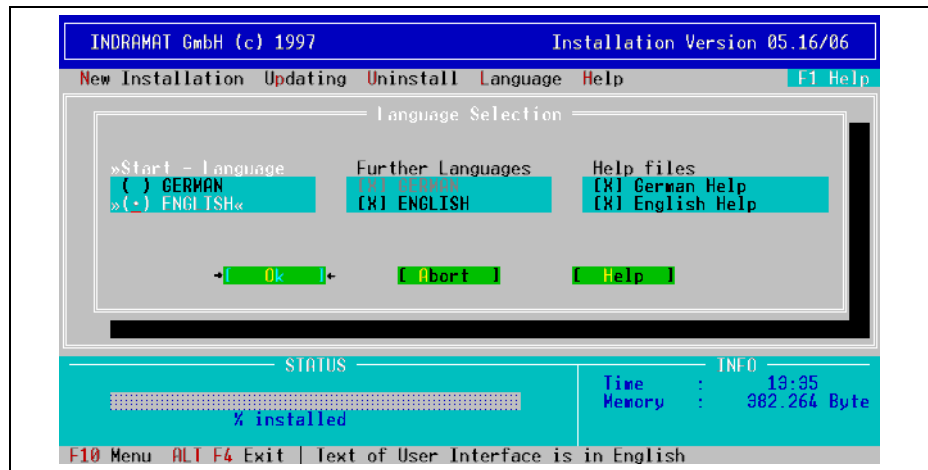 INDRAMAT GmbH (c) 1997 Installation Version 05.16/06
New Installation Updating Uninstall Language Help F1 Help
Language Selection
»Start - Language Further Languages Help files
( ) GERMAN [X] GERMAN [X] German Help
»(·) ENGLISH« [X] ENGLISH [X] English Help
[ Ok ] [ Abort ] [ Help ]
STATUS INFO
Time : 13:35
Memory : 382.264 Byte
% installed
F10 Menu ALT F4 Exit | Text of User Interface is in English